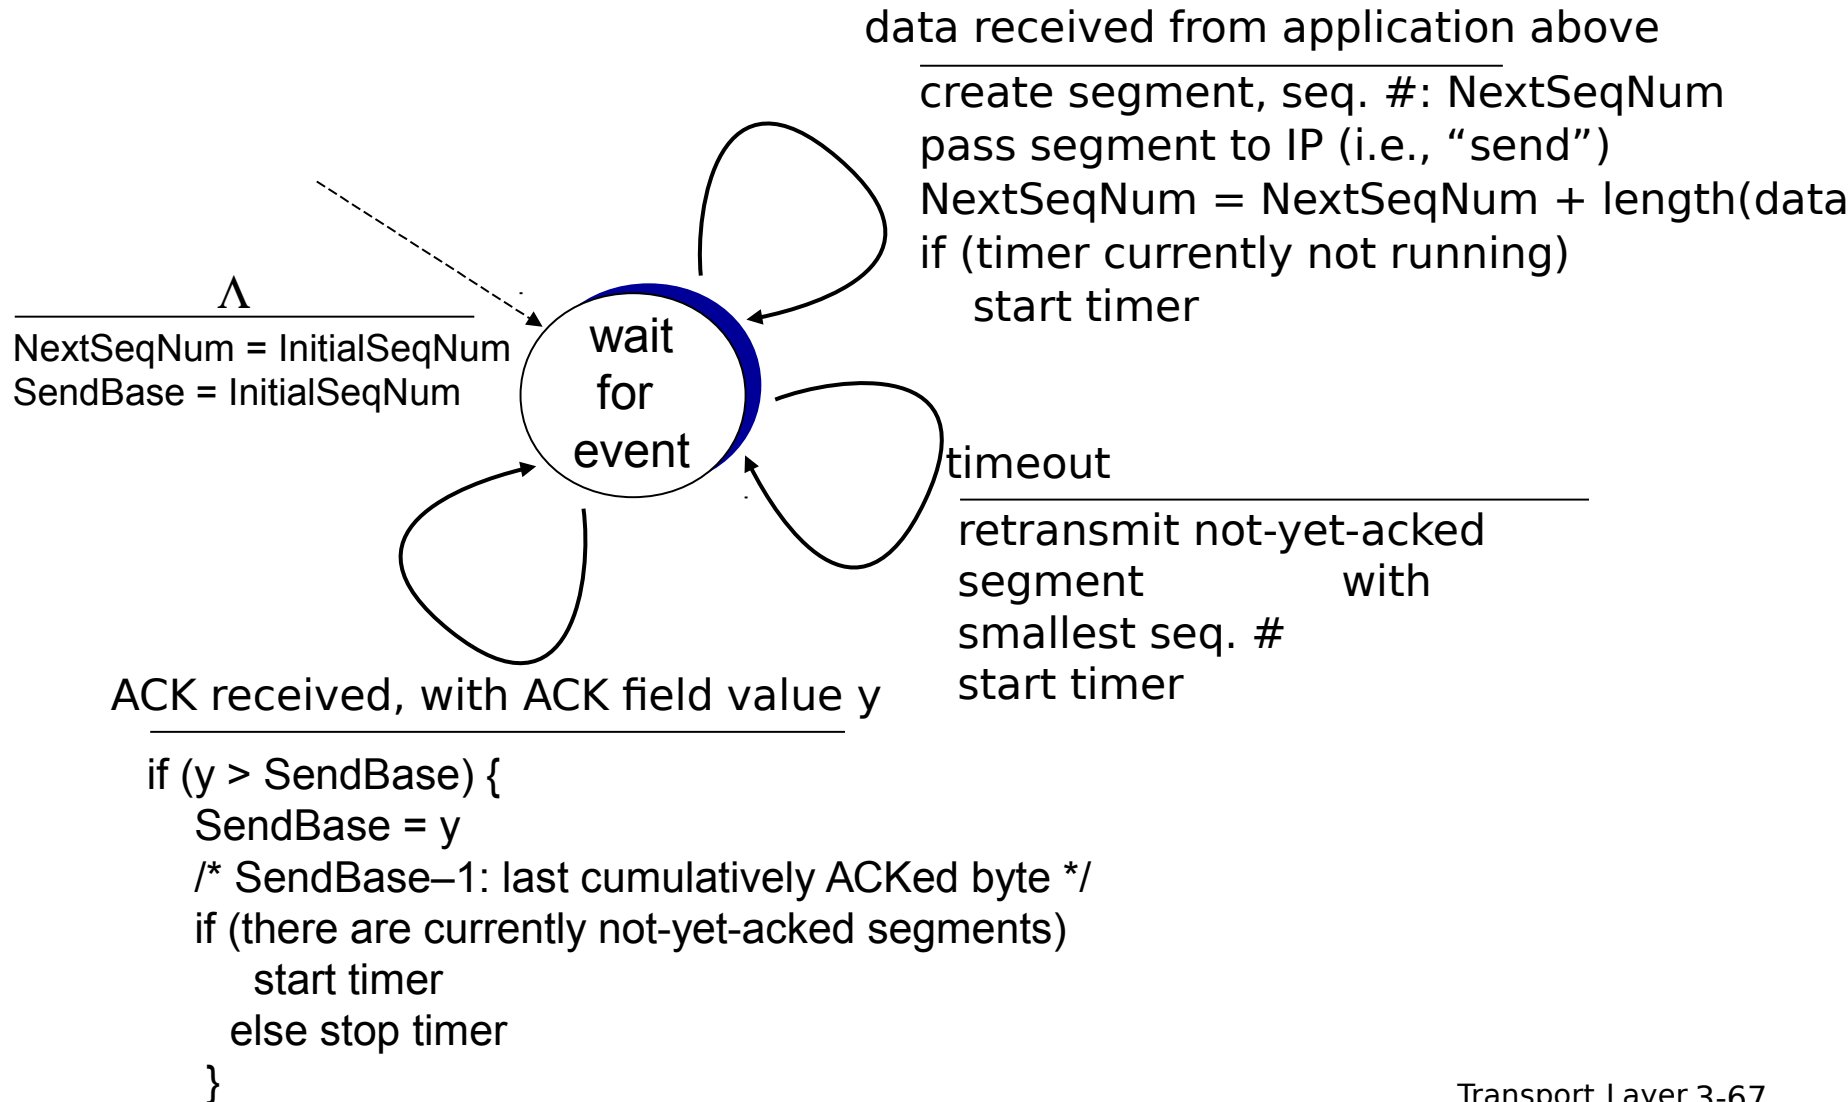 data received from application above
create segment, seq. #: NextSeqNum
pass segment to IP (i.e., “send”)
NextSeqNum = NextSeqNum + length(data
if (timer currently not running)
start timer
Λ
NextSeqNum = InitialSeqNum
SendBase = InitialSeqNum
wait
for
event
timeout
retransmit not-yet-acked
segment with
smallest seq. #
start timer
ACK received, with ACK field value y
if (y > SendBase) {
SendBase = y
/* SendBase–1: last cumulatively ACKed byte */
if (there are currently not-yet-acked segments)
start timer
else stop timer
}
Transport Layer 3-67